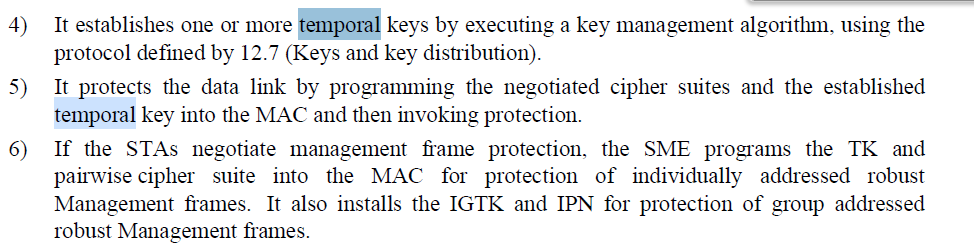 4) It establishes one or more temporal keys by executing a key management algorithm, using the
protocol defined by 12.7 (Keys and key distribution).
5) It protects the data link by programming the negotiated cipher suites and the established
temporal key into the MAC and then invoking protection.
6) If the STAs negotiate management frame protection, the SME programs the TK and
pairwise cipher suite into the MAC for protection of individually addressed robust
Management frames. It also installs the IGTK and IPN for protection of group addressed
robust Management frames.